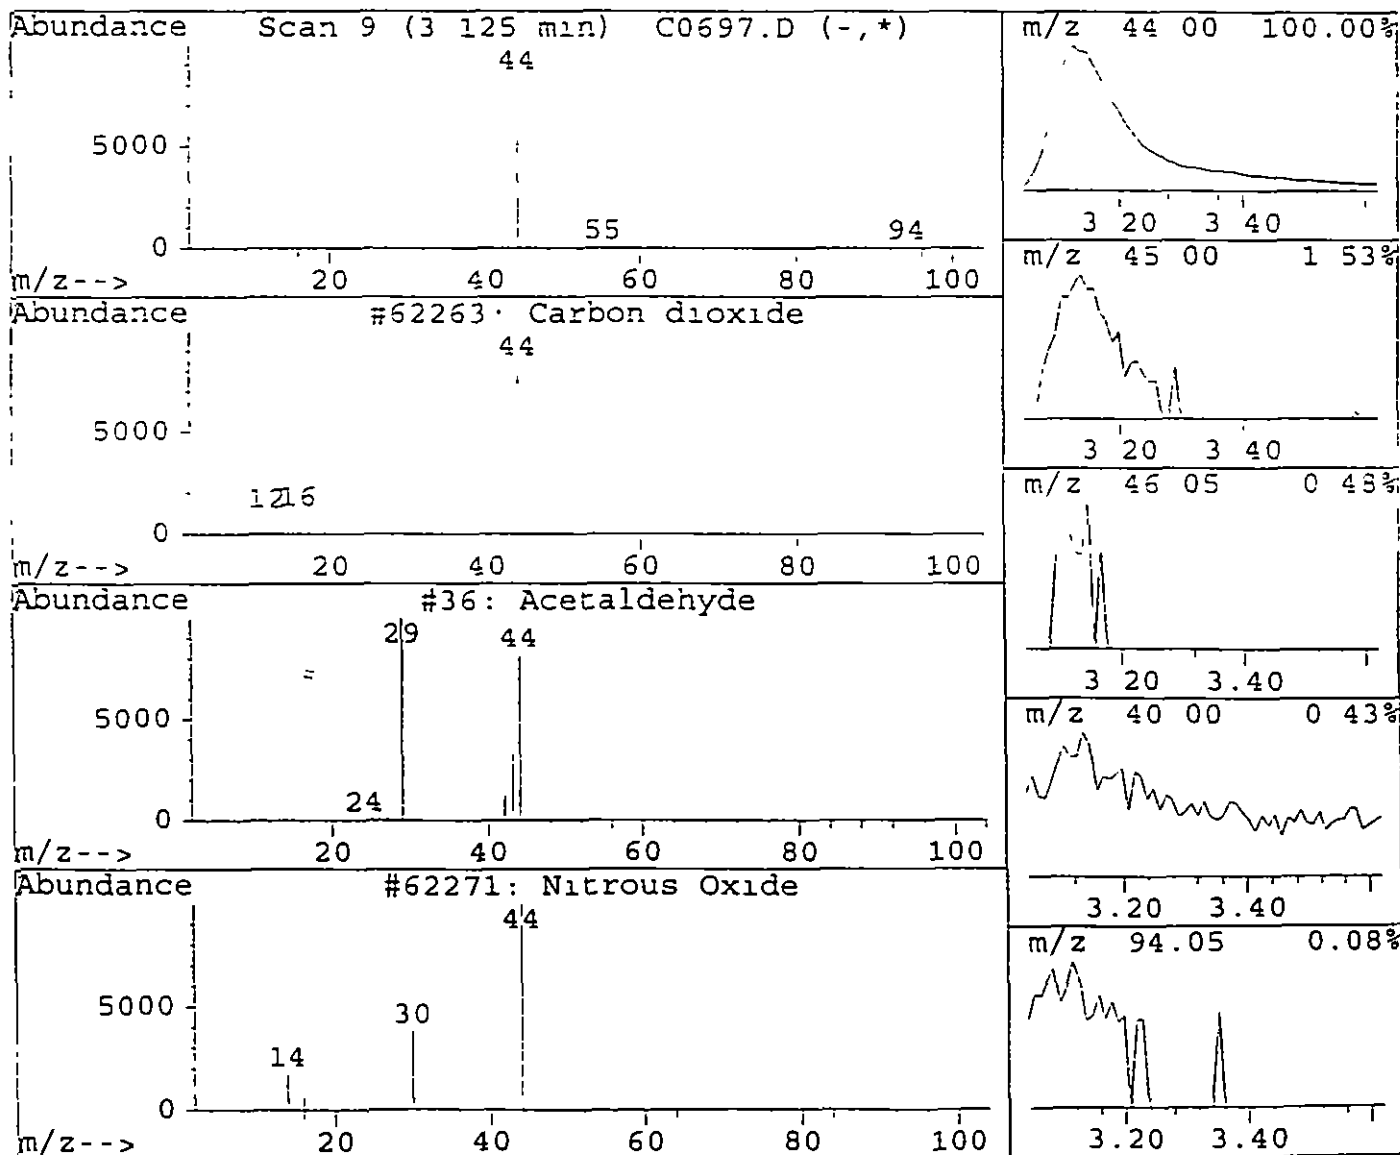 Abundance Scan 9 (3 125 min) C0697.D (-,*)
44
5000
55 94
0
m/z--> 20 40 60 80 100
Abundance #62263· Carbon dioxide
44
5000
1216
0
m/z--> 20 40 60 80 100
Abundance #36: Acetaldehyde
29 44
5000
24
0
m/z--> 20 40 60 80 100
Abundance #62271: Nitrous Oxide
44
5000
30
14
0
m/z--> 20 40 60 80 100
m/z 44 00 100.00%
3 20 3 40
m/z 45 00 1 53%
3 20 3 40
m/z 46 05 0 48%
3 20 3.40
m/z 40 00 0 43%
3.20 3.40
m/z 94.05 0.08%
3.20 3.40